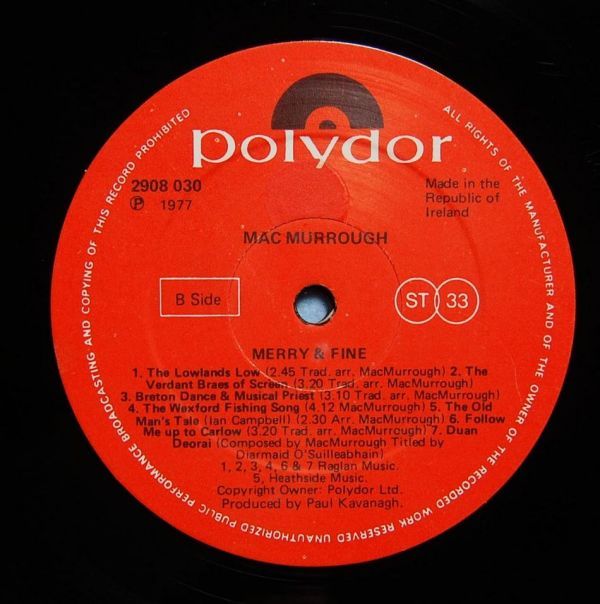 polydor
2908 030
Ⓟ 1977
Made in the
Republic of
Ireland
MAC MURROUGH
B Side
ST 33
MERRY & FINE
1. The Lowlands Low (2.45 Trad. arr. MacMurrough) 2. The
Verdant Braes of Screen (3.20 Trad. arr. MacMurrough)
3. Breton Dance & Musical Priest (3.10 Trad. arr. MacMurrough)
4. The Wexford Fishing Song (4.12 MacMurrough) 5. The Old
Man's Tale (Ian Campbell) (2.30 Arr. MacMurrough) 6. Follow
Me up to Carlow (3.20 Trad. arr. MacMurrough) 7. Duan
Deorai (Composed by MacMurrough Titled by
Diarmaid O'Suilleabhain)
1, 2, 3, 4, 6 & 7 Raglan Music.
5, Heathside Music.
Copyright Owner: Polydor Ltd.
Produced by Paul Kavanagh.
ALL RIGHTS OF THE MANUFACTURER AND OF THE OWNER OF THE RECORDED WORK RESERVED UNAUTHORIZED PUBLIC PERFORMANCE BROADCASTING AND COPYING OF THIS RECORD PROHIBITED